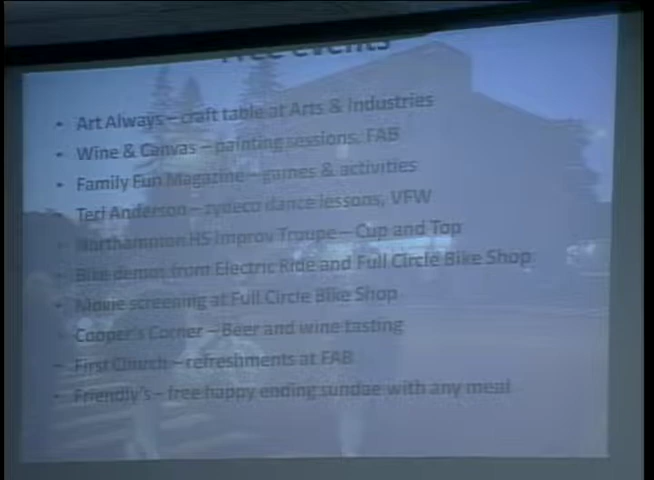 Free events
• Art Always – craft table at Arts & Industries
• Wine & Canvas – painting sessions, FAB
• Family Fun Magazine – games & activities
• Teri Anderson – zydeco dance lessons, VFW
• Northampton HS Improv Troupe – Cup and Top
• Bike demos from Electric Ride and Full Circle Bike Shop
• Movie screening at Full Circle Bike Shop
• Cooper's Corner – Beer and wine tasting
• First Church – refreshments at FAB
• Friendly's – free happy ending sundae with any meal